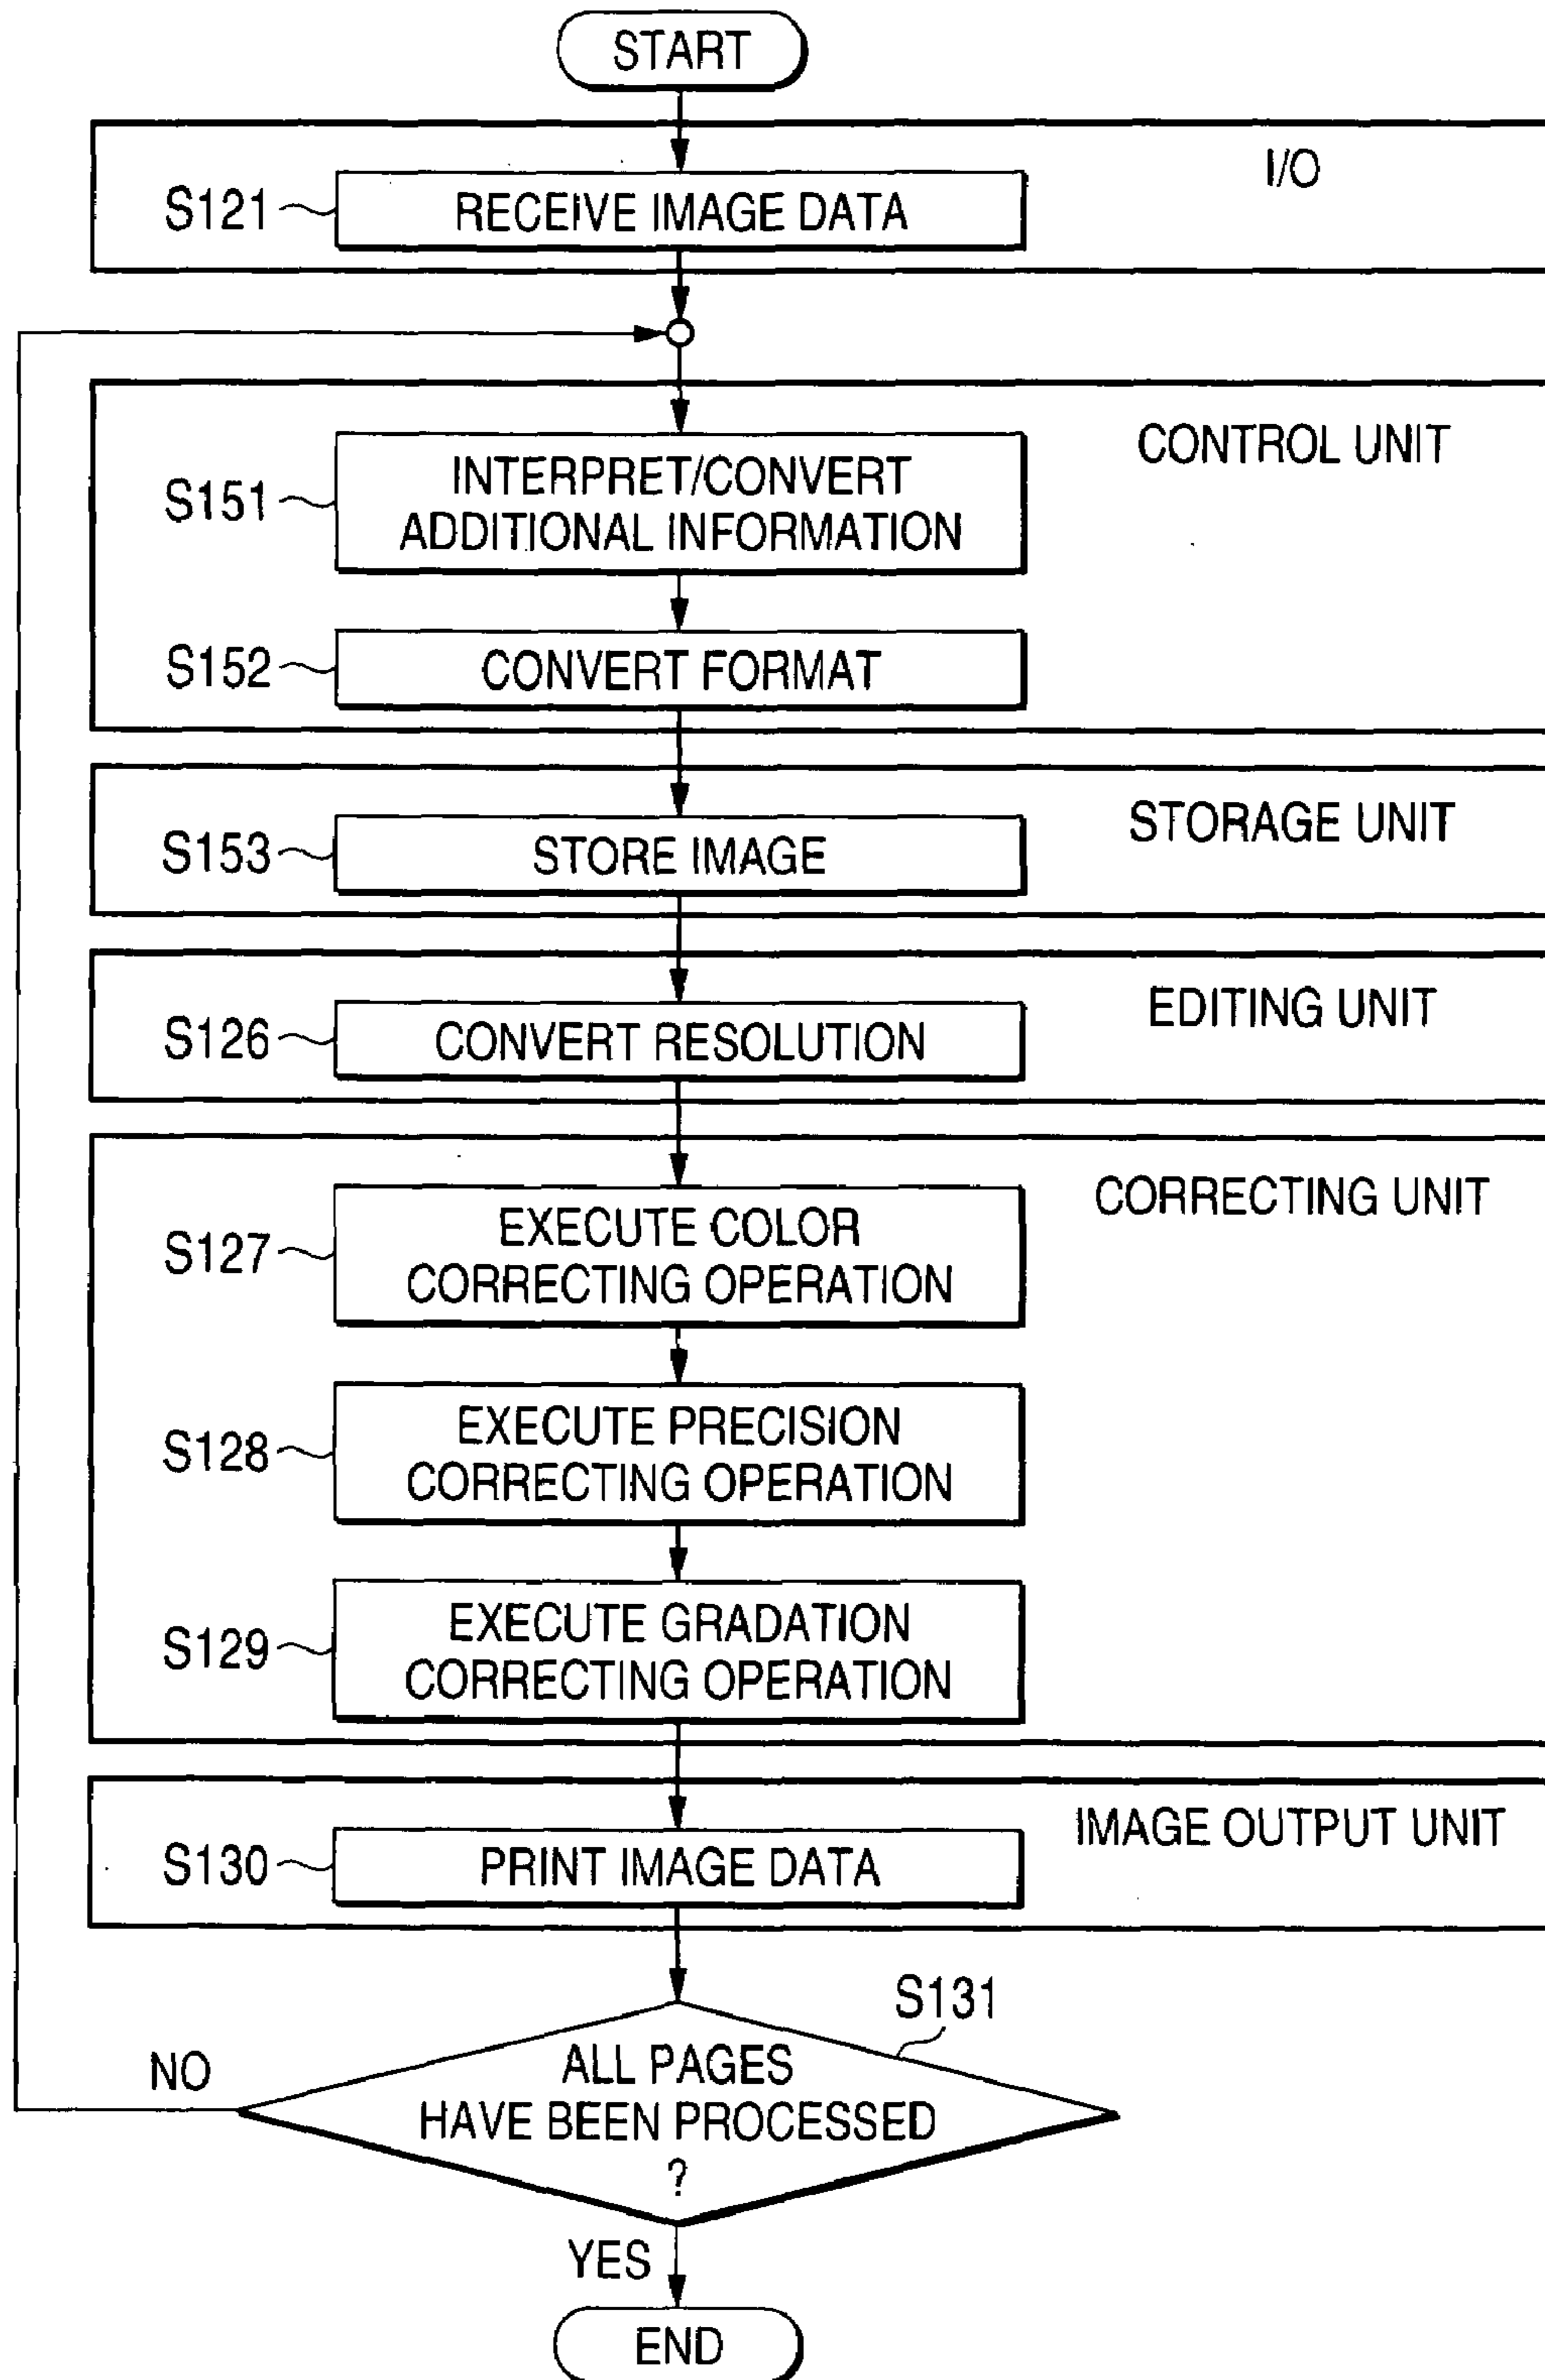 START
I/O
S121
RECEIVE IMAGE DATA
CONTROL UNIT
S151
INTERPRET/CONVERT
ADDITIONAL INFORMATION
S152
CONVERT FORMAT
STORAGE UNIT
S153
STORE IMAGE
EDITING UNIT
S126
CONVERT RESOLUTION
CORRECTING UNIT
S127
EXECUTE COLOR
CORRECTING OPERATION
S128
EXECUTE PRECISION
CORRECTING OPERATION
S129
EXECUTE GRADATION
CORRECTING OPERATION
IMAGE OUTPUT UNIT
S130
PRINT IMAGE DATA
S131
ALL PAGES
HAVE BEEN PROCESSED
?
NO
YES
END